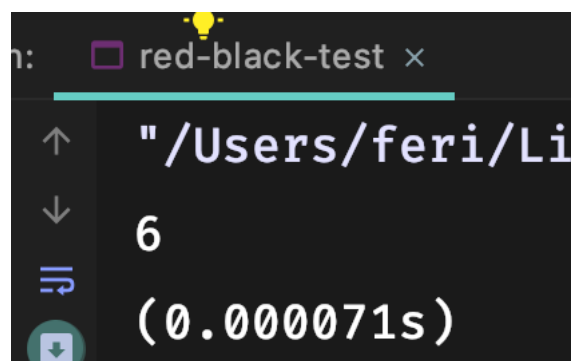 n: red-black-test ×
"/Users/feri/Li
6
(0.000071s)